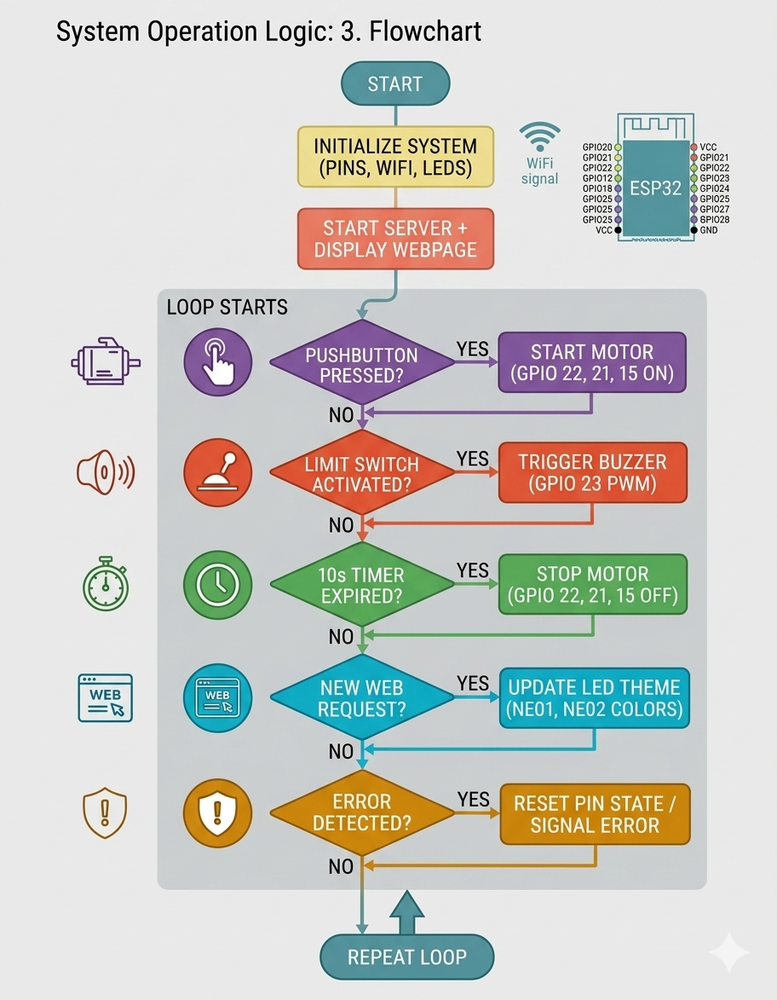 System Operation Logic: 3. Flowchart
START
INITIALIZE SYSTEM
(PINS, WIFI, LEDS)
WiFi
signal
GPIO20
GPIO21
GPIO22
GPIO12
OPIO18
GPIO25
GPIO25
GPIO25
VCC
ESP32
VCC
GPIO21
GPIO22
GPIO23
GPIO24
GPIO25
GPIO27
GPIO28
GND
START SERVER +
DISPLAY WEBPAGE
LOOP STARTS
PUSHBUTTON
PRESSED?
YES
START MOTOR
(GPIO 22, 21, 15 ON)
NO
LIMIT SWITCH
ACTIVATED?
YES
TRIGGER BUZZER
(GPIO 23 PWM)
NO
10s TIMER
EXPIRED?
YES
STOP MOTOR
(GPIO 22, 21, 15 OFF)
NO
WEB
WEB
NEW WEB
REQUEST?
YES
UPDATE LED THEME
(NE01, NE02 COLORS)
NO
ERROR
DETECTED?
YES
RESET PIN STATE /
SIGNAL ERROR
NO
REPEAT LOOP